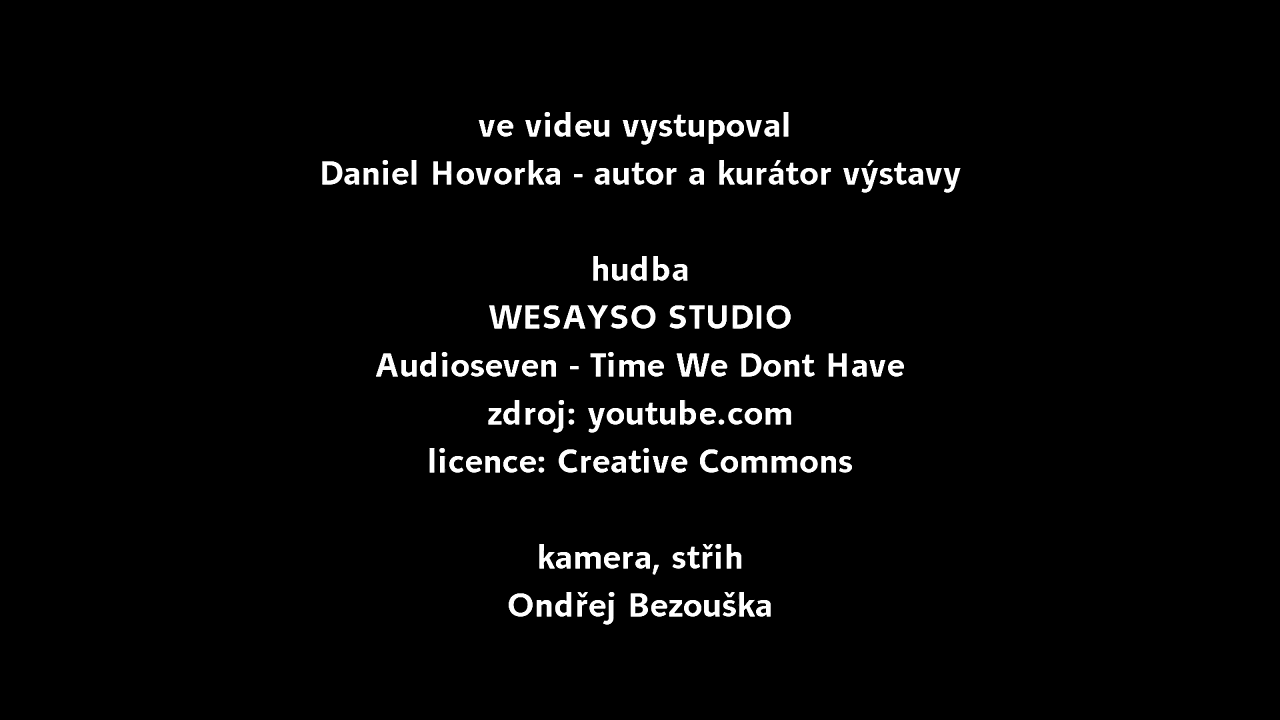 ve videu vystupoval
Daniel Hovorka - autor a kurátor výstavy
hudba
WESAYSO STUDIO
Audioseven - Time We Dont Have
zdroj: youtube.com
licence: Creative Commons
kamera, střih
Ondřej Bezouška